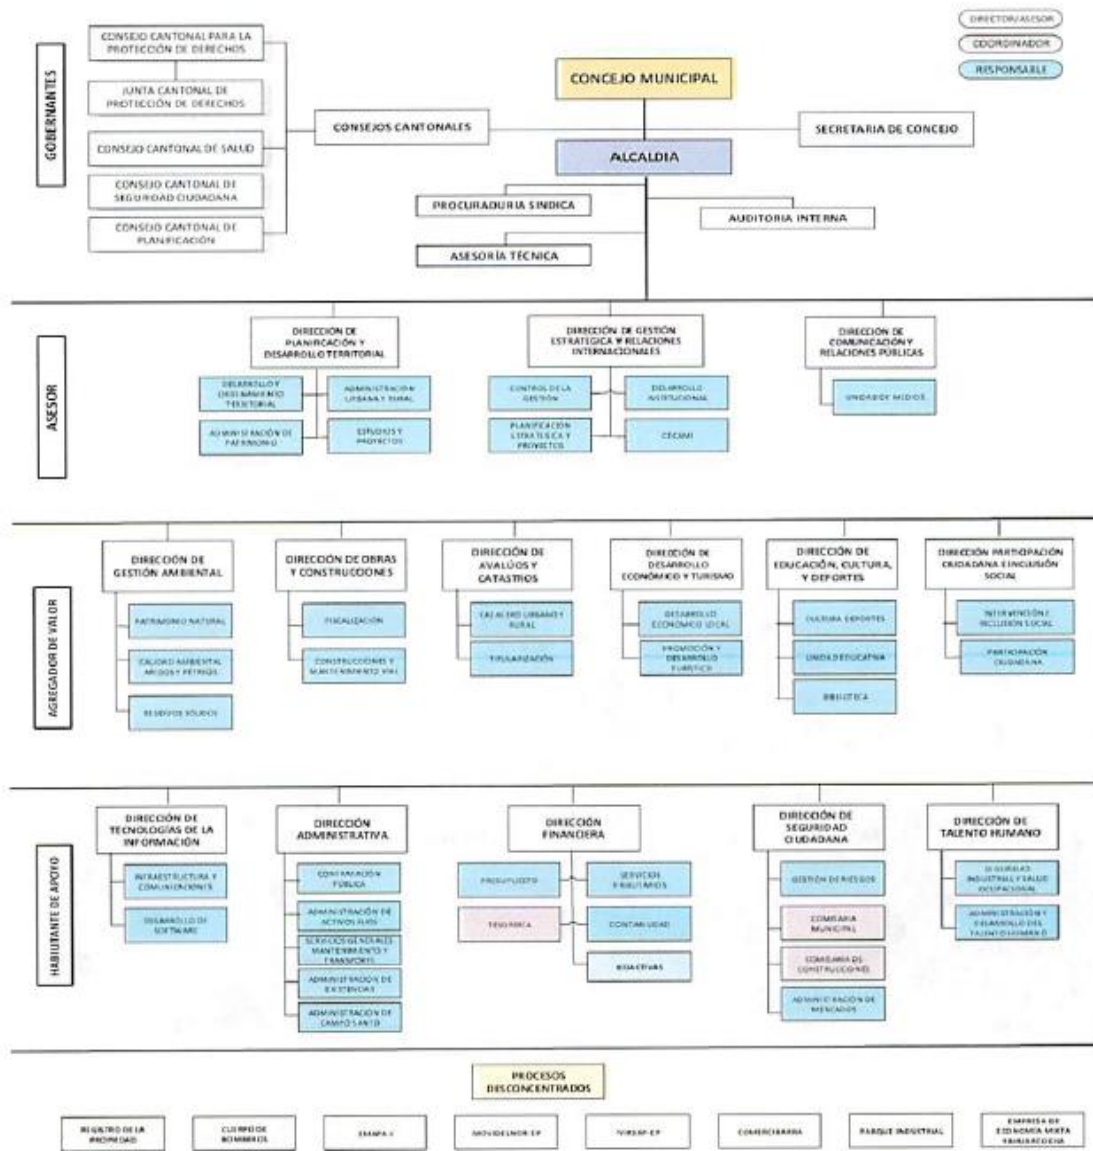 DIRECTOR/ASESOR
COORDINADOR
RESPONSABLE
GOBERNANTES
CONSEJO CANTONAL PARA LA
PROTECCIÓN DE DERECHOS
JUNTA CANTONAL DE
PROTECCIÓN DE DERECHOS
CONSEJO CANTONAL DE SALUD
CONSEJO CANTONAL DE
SEGURIDAD CIUDADANA
CONSEJO CANTONAL DE
PLANIFICACIÓN
CONSEJOS CANTONALES
CONCEJO MUNICIPAL
SECRETARIA DE CONCEJO
ALCALDIA
PROCURADURIA SINDICA
AUDITORIA INTERNA
ASESORÍA TÉCNICA
ASESOR
DIRECCIÓN DE
PLANIFICACIÓN Y
DESARROLLO TERRITORIAL
DESARROLLO Y
ORDENAMIENTO
TERRITORIAL
ADMINISTRACIÓN
URBANA Y RURAL
ADMINISTRACIÓN DE
PATRIMONIO
ESTUDIOS Y
PROYECTOS
DIRECCIÓN DE GESTIÓN
ESTRATÉGICA Y RELACIONES
INTERNACIONALES
CONTROL DE LA
GESTIÓN
DESARROLLO
INSTITUCIONAL
PLANIFICACIÓN
ESTRATÉGICA Y
PROYECTOS
DIRECCIÓN DE
COMUNICACIÓN Y
RELACIONES PÚBLICAS
UNIDAD DE MEDIOS
AGREGADOR DE VALOR
DIRECCIÓN DE
GESTIÓN AMBIENTAL
PATRIMONIO NATURAL
CALIDAD AMBIENTAL
ARIDOS Y PÉTREOS
RESIDUOS SÓLIDOS
DIRECCIÓN DE OBRAS
Y CONSTRUCCIONES
FISCALIZACIÓN
CONSTRUCCIONES Y
MANTENIMIENTO VIAL
DIRECCIÓN DE
AVALÚOS Y
CATASTROS
CATASTRO URBANO Y
RURAL
TITULARIZACIÓN
DIRECCIÓN DE
DESARROLLO
ECONÓMICO Y TURISMO
DESARROLLO
ECONÓMICO LOCAL
PROMOCIÓN Y
DESARROLLO
TURÍSTICO
DIRECCIÓN DE
EDUCACIÓN, CULTURA,
Y DEPORTES
CULTURA DEPORTES
UNIDAD EDUCATIVA
BIBLIOTECA
DIRECCIÓN PARTICIPACIÓN
CIUDADANA E INCLUSIÓN
SOCIAL
INTERVENCIÓN E
INCLUSIÓN SOCIAL
PARTICIPACIÓN
CIUDADANA
HABILITANTE DE APOYO
DIRECCIÓN DE
TECNOLOGÍAS DE LA
INFORMACIÓN
INFRAESTRUCTURA Y
COMUNICACIONES
DESARROLLO DE
SOFTWARE
DIRECCIÓN
ADMINISTRATIVA
CONTRATACIÓN
PÚBLICA
ADMINISTRACIÓN DE
ACTIVOS FIJOS
SERVICIOS GENERALES
MANTENIMIENTO Y
TRANSPORTE
ADMINISTRACIÓN DE
EXISTENCIAS
ADMINISTRACIÓN DE
CAMPO SANTO
DIRECCIÓN
FINANCIERA
PRESUPUESTO
SERVICIOS
TRIBUTARIOS
TESORERIA
CONTABILIDAD
COACTIVAS
DIRECCIÓN DE
SEGURIDAD
CIUDADANA
GESTIÓN DE RIESGOS
COMISARIA
MUNICIPAL
COMISARIA DE
CONSTRUCCIONES
ADMINISTRACIÓN DE
MERCADOS
DIRECCIÓN DE
TALENTO HUMANO
SEGURIDAD
INDUSTRIAL Y SALUD
OCUPACIONAL
ADMINISTRACIÓN Y
DESARROLLO DEL
TALENTO HUMANO
PROCESOS
DESCONCENTRADOS
REGISTRO DE LA
PROPIEDAD
CUERPO DE
BOMBEROS
EMAPA-I
MOVIDELNOR-EP
VIRSAP-EP
COMERCIBARRA
PARQUE INDUSTRIAL
EMPRESA DE
ECONOMÍA MIXTA
YAHUARCOCHA